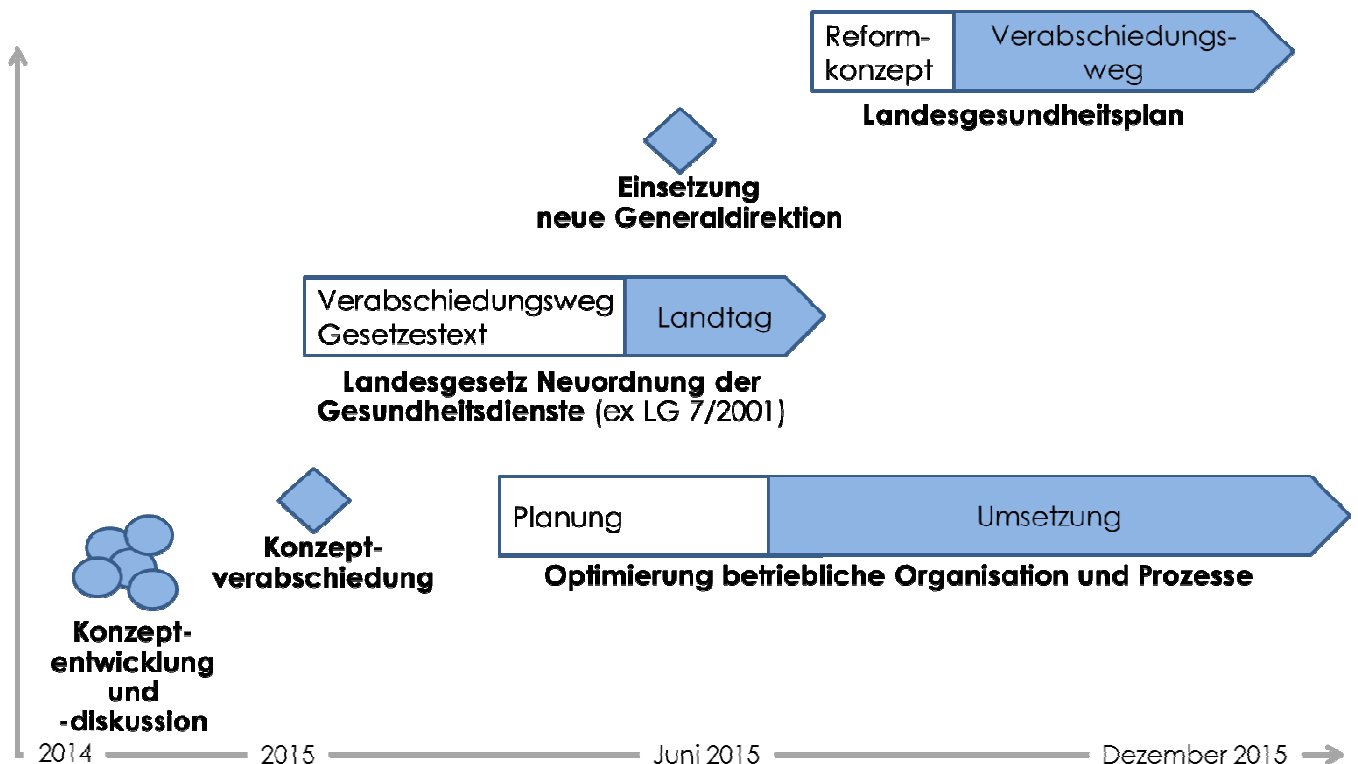 Reform-
konzept
Verabschiedungs-
weg
Landesgesundheitsplan
Einsetzung
neue Generaldirektion
Verabschiedungsweg
Gesetzestext
Landtag
Landesgesetz Neuordnung der
Gesundheitsdienste (ex LG 7/2001)
Konzept-
verabschiedung
Planung
Umsetzung
Optimierung betriebliche Organisation und Prozesse
Konzept-
entwicklung
und
-diskussion
2014
2015
Juni 2015
Dezember 2015